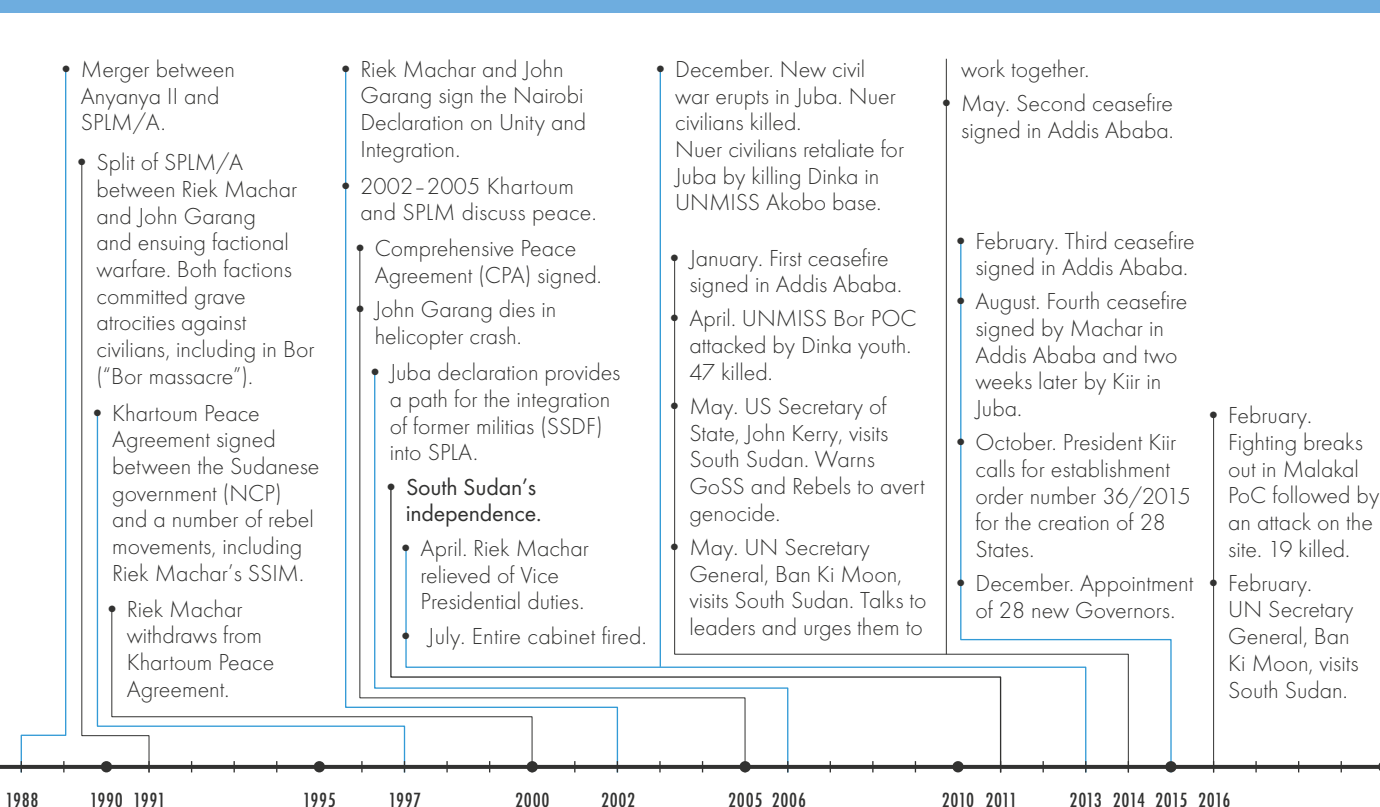 Merger between
Anyanya II and
SPLM/A.
Split of SPLM/A
between Riek Machar
and John Garang
and ensuing factional
warfare. Both factions
committed grave
atrocities against
civilians, including in Bor
(“Bor massacre”).
Khartoum Peace
Agreement signed
between the Sudanese
government (NCP)
and a number of rebel
movements, including
Riek Machar’s SSIM.
Riek Machar
withdraws from
Khartoum Peace
Agreement.
Riek Machar and John
Garang sign the Nairobi
Declaration on Unity and
Integration.
2002–2005 Khartoum
and SPLM discuss peace.
Comprehensive Peace
Agreement (CPA) signed.
John Garang dies in
helicopter crash.
Juba declaration provides
a path for the integration
of former militias (SSDF)
into SPLA.
South Sudan’s
independence.
April. Riek Machar
relieved of Vice
Presidential duties.
July. Entire cabinet fired.
December. New civil
war erupts in Juba. Nuer
civilians killed.
Nuer civilians retaliate for
Juba by killing Dinka in
UNMISS Akobo base.
January. First ceasefire
signed in Addis Ababa.
April. UNMISS Bor POC
attacked by Dinka youth.
47 killed.
May. US Secretary of
State, John Kerry, visits
South Sudan. Warns
GoSS and Rebels to avert
genocide.
May. UN Secretary
General, Ban Ki Moon,
visits South Sudan. Talks to
leaders and urges them to
work together.
May. Second ceasefire
signed in Addis Ababa.
February. Third ceasefire
signed in Addis Ababa.
August. Fourth ceasefire
signed by Machar in
Addis Ababa and two
weeks later by Kiir in
Juba.
October. President Kiir
calls for establishment
order number 36/2015
for the creation of 28
States.
December. Appointment
of 28 new Governors.
February.
Fighting breaks
out in Malakal
PoC followed by
an attack on the
site. 19 killed.
February.
UN Secretary
General, Ban
Ki Moon, visits
South Sudan.
1988 1990 1991 1995 1997 2000 2002 2005 2006 2010 2011 2013 2014 2015 2016